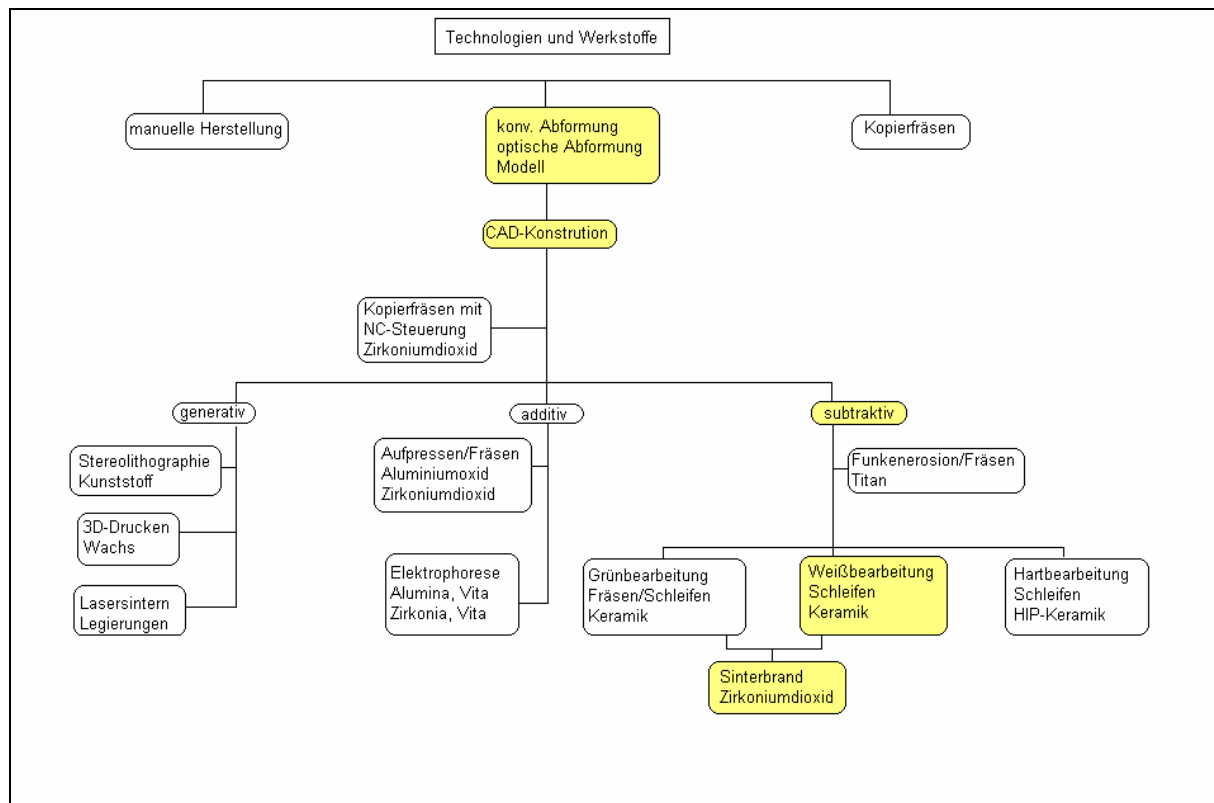 Technologien und Werkstoffe
manuelle Herstellung
konv. Abformung
optische Abformung
Modell
Kopierfräsen
CAD-Konstrution
Kopierfräsen mit
NC-Steuerung
Zirkoniumdioxid
generativ
additiv
subtraktiv
Stereolithographie
Kunststoff
3D-Drucken
Wachs
Lasersintern
Legierungen
Aufpressen/Fräsen
Aluminiumoxid
Zirkoniumdioxid
Elektrophorese
Alumina, Vita
Zirkonia, Vita
Funkenerosion/Fräsen
Titan
Grünbearbeitung
Fräsen/Schleifen
Keramik
Weißbearbeitung
Schleifen
Keramik
Hartbearbeitung
Schleifen
HIP-Keramik
Sinterbrand
Zirkoniumdioxid